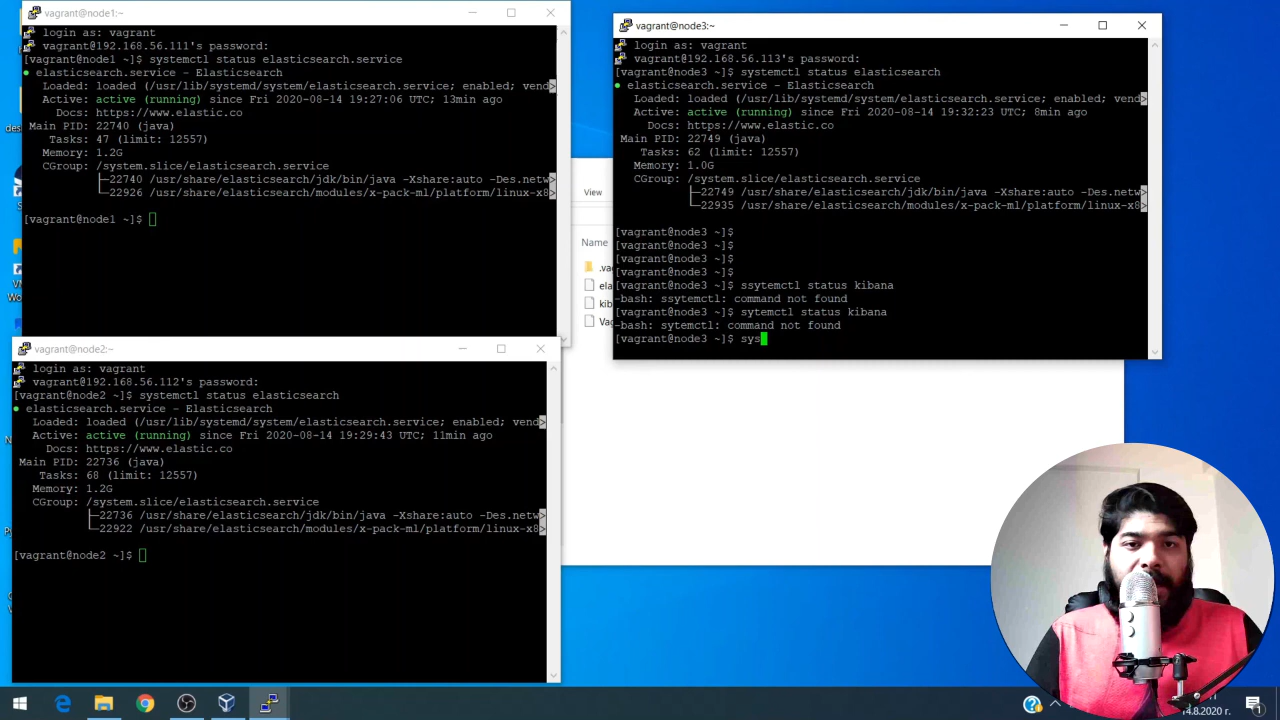 vagrant@node1:~
login as: vagrant
vagrant@192.168.56.111's password:
[vagrant@node1 ~]$ systemctl status elasticsearch.service
● elasticsearch.service - Elasticsearch
Loaded: loaded (/usr/lib/systemd/system/elasticsearch.service; enabled; vend>
Active: active (running) since Fri 2020-08-14 19:27:06 UTC; 13min ago
Docs: https://www.elastic.co
Main PID: 22740 (java)
Tasks: 47 (limit: 12557)
Memory: 1.2G
CGroup: /system.slice/elasticsearch.service
├─22740 /usr/share/elasticsearch/jdk/bin/java -Xshare:auto -Des.netw>
└─22926 /usr/share/elasticsearch/modules/x-pack-ml/platform/linux-x8>
[vagrant@node1 ~]$
vagrant@node2:~
login as: vagrant
vagrant@192.168.56.112's password:
[vagrant@node2 ~]$ systemctl status elasticsearch
● elasticsearch.service - Elasticsearch
Loaded: loaded (/usr/lib/systemd/system/elasticsearch.service; enabled; vend>
Active: active (running) since Fri 2020-08-14 19:29:43 UTC; 11min ago
Docs: https://www.elastic.co
Main PID: 22736 (java)
Tasks: 68 (limit: 12557)
Memory: 1.2G
CGroup: /system.slice/elasticsearch.service
├─22736 /usr/share/elasticsearch/jdk/bin/java -Xshare:auto -Des.netw>
└─22922 /usr/share/elasticsearch/modules/x-pack-ml/platform/linux-x8>
[vagrant@node2 ~]$
vagrant@node3:~
login as: vagrant
vagrant@192.168.56.113's password:
[vagrant@node3 ~]$ systemctl status elasticsearch
● elasticsearch.service - Elasticsearch
Loaded: loaded (/usr/lib/systemd/system/elasticsearch.service; enabled; vend>
Active: active (running) since Fri 2020-08-14 19:32:23 UTC; 8min ago
Docs: https://www.elastic.co
Main PID: 22749 (java)
Tasks: 62 (limit: 12557)
Memory: 1.0G
CGroup: /system.slice/elasticsearch.service
├─22749 /usr/share/elasticsearch/jdk/bin/java -Xshare:auto -Des.netw>
└─22935 /usr/share/elasticsearch/modules/x-pack-ml/platform/linux-x8>
[vagrant@node3 ~]$
[vagrant@node3 ~]$
[vagrant@node3 ~]$
[vagrant@node3 ~]$
[vagrant@node3 ~]$ ssytemctl status kibana
-bash: ssytemctl: command not found
[vagrant@node3 ~]$ sytemctl status kibana
-bash: sytemctl: command not found
[vagrant@node3 ~]$ sys
View
Name
.va
ela
kib
Va
14.8.2020 г.